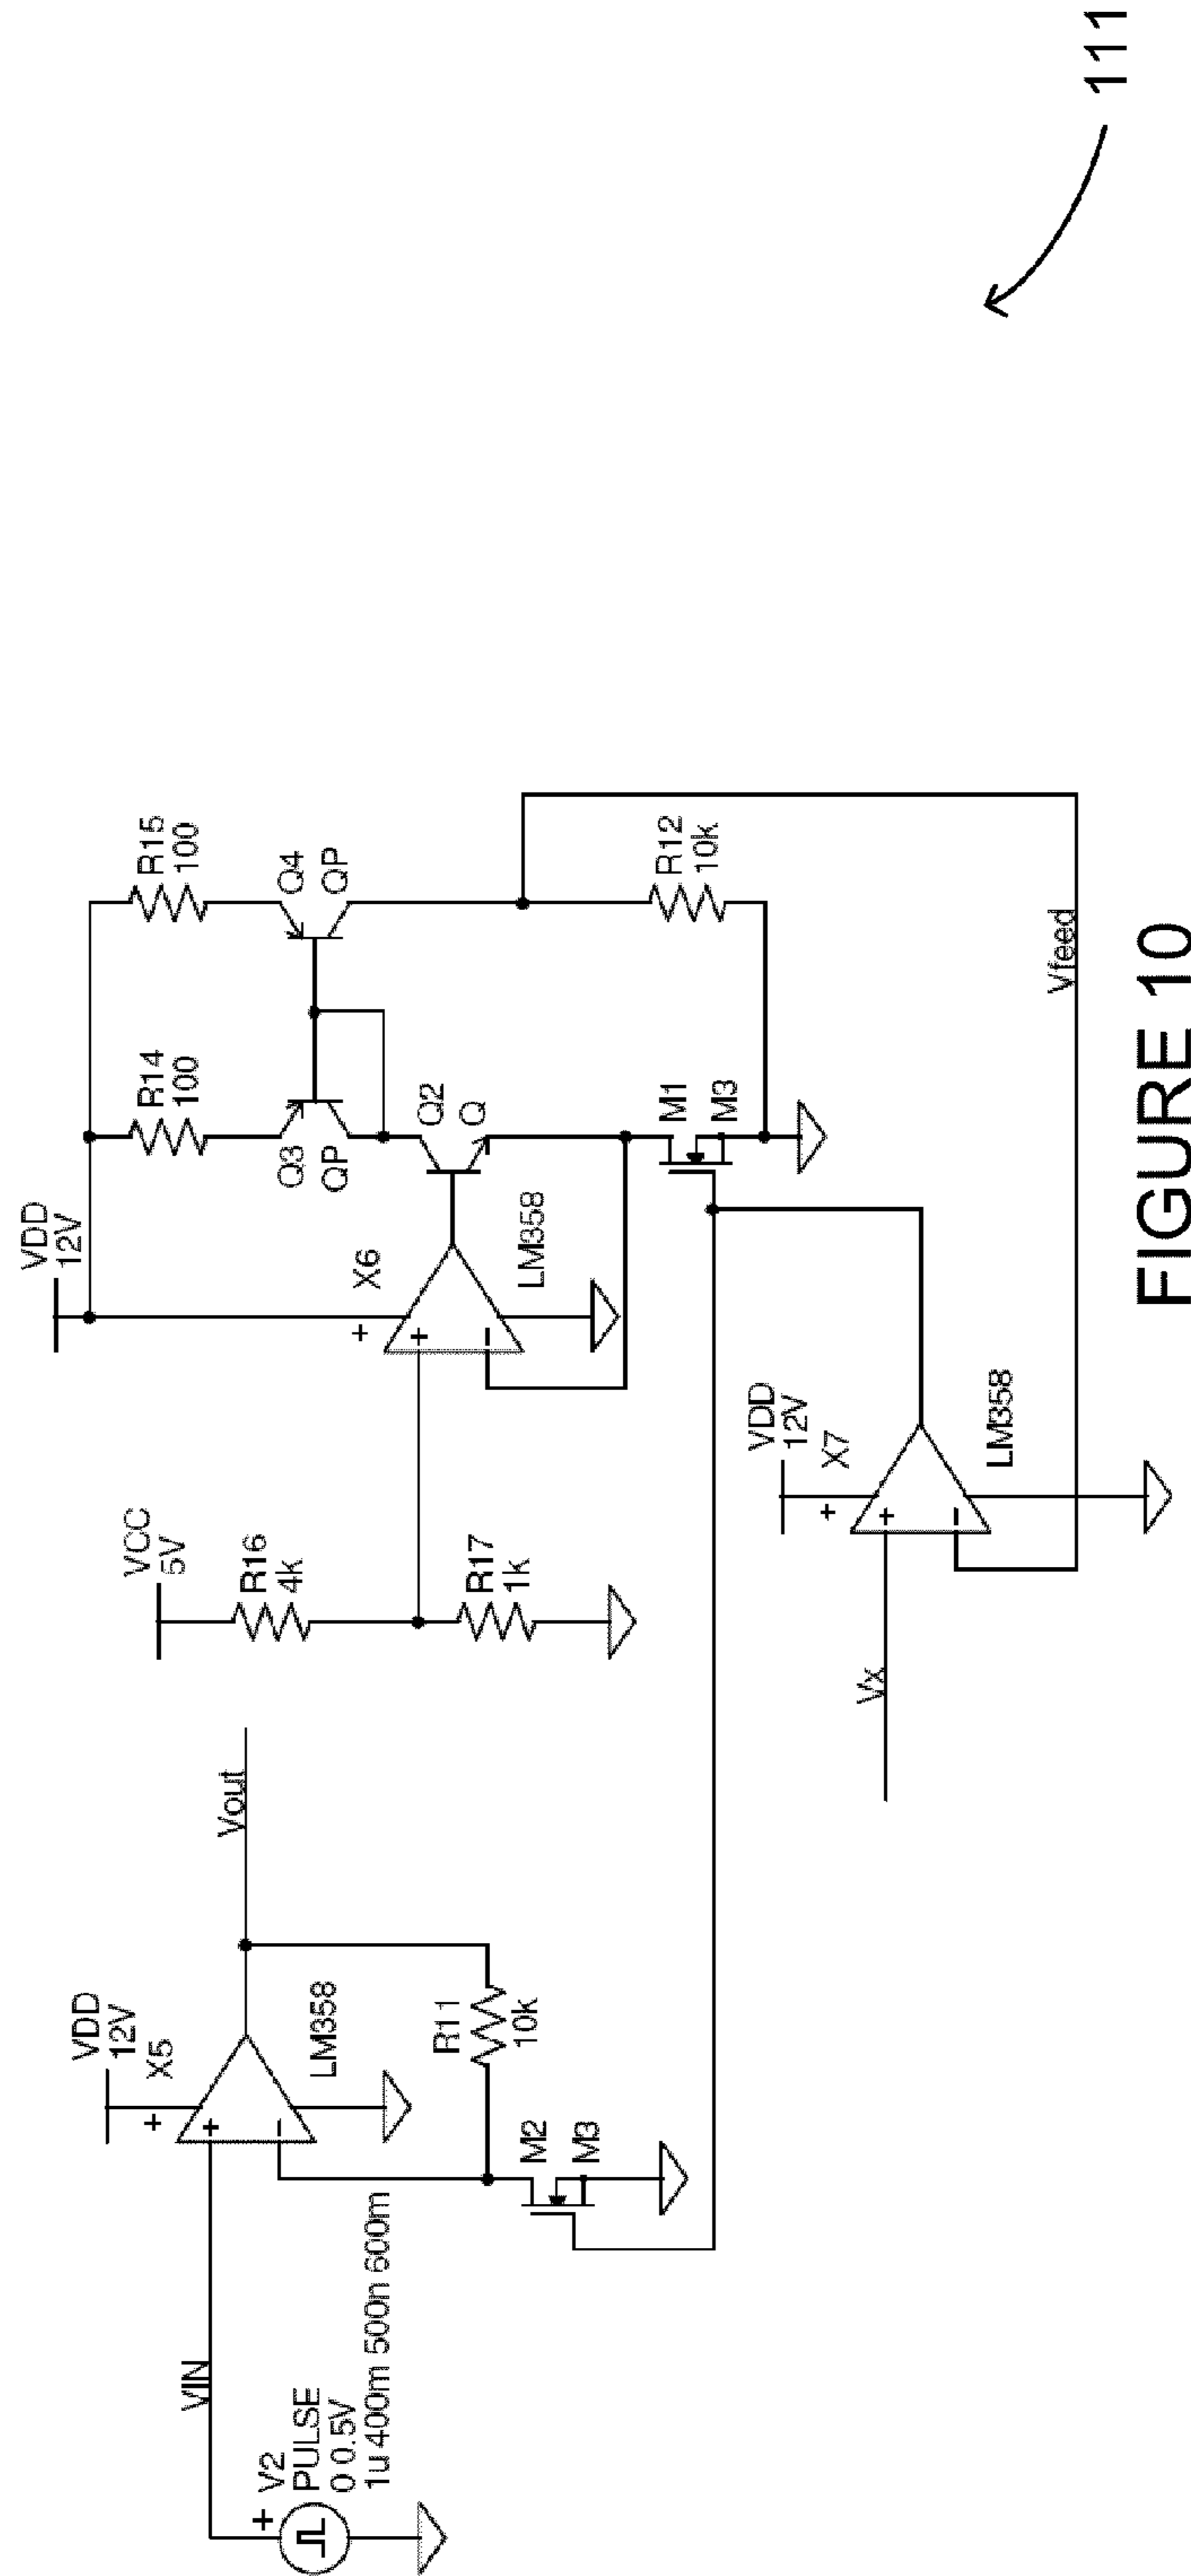 VDD
12V
X5
+
+
−
LM358
VIN
V2
PULSE
0 0.5V
1u 400m 500n 600m
+
Vout
R11
10k
M2
M3
VCC
5V
R16
4k
R17
1k
VDD
12V
X6
+
+
−
LM358
R14
100
R15
100
Q3
QP
Q4
QP
Q2
Q
M1
M3
R12
10k
VDD
12V
X7
+
+
−
LM358
Vx
Vfeed
111
FIGURE 10